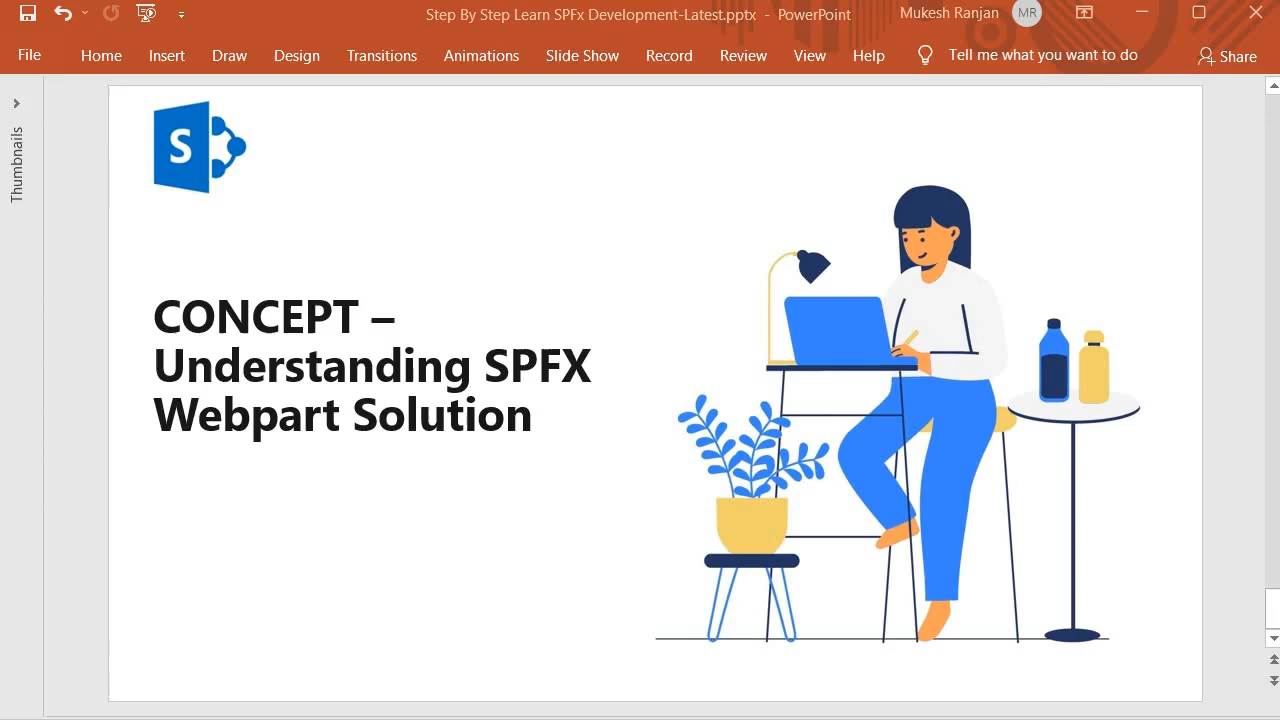 Step By Step Learn SPFx Development-Latest.pptx - PowerPoint
Mukesh Ranjan MR
File Home Insert Draw Design Transitions Animations Slide Show Record Review View Help Tell me what you want to do Share
Thumbnails
S
CONCEPT –
Understanding SPFX
Webpart Solution